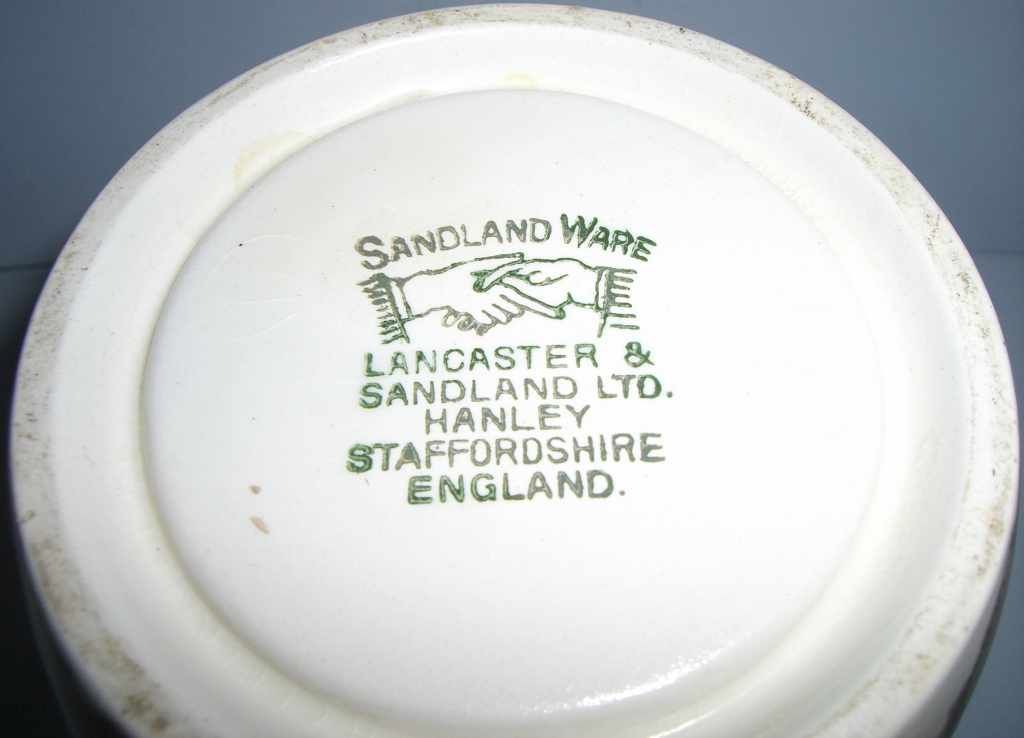 SANDLAND WARE
LANCASTER &
SANDLAND LTD.
HANLEY
STAFFORDSHIRE
ENGLAND.